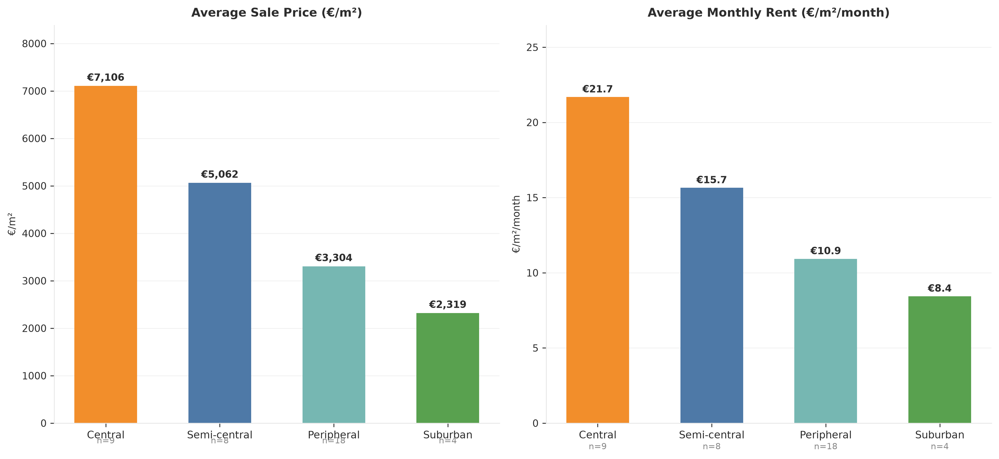 Average Sale Price (€/m²)
€/m²
8000
7000
6000
5000
4000
3000
2000
1000
0
€7,106
€5,062
€3,304
€2,319
Central
Semi-central
Peripheral
Suburban
n=9
n=8
n=18
n=4
Average Monthly Rent (€/m²/month)
€/m²/month
25
20
15
10
5
0
€21.7
€15.7
€10.9
€8.4
Central
Semi-central
Peripheral
Suburban
n=9
n=8
n=18
n=4